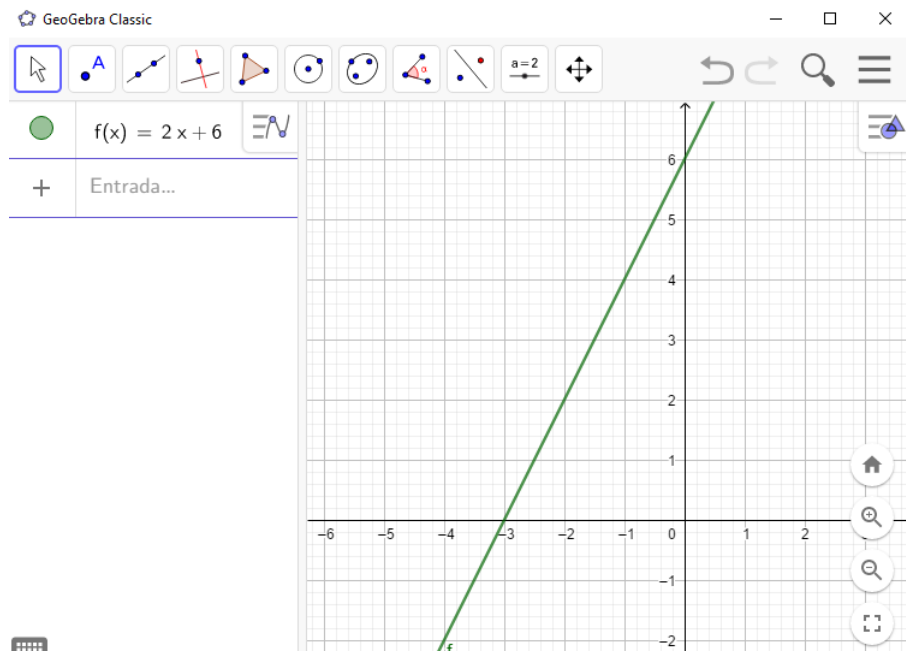 GeoGebra Classic
A
α
a=2
f(x) = 2 x + 6
Entrada...
6
5
4
3
2
1
–6 –5 –4 –3 –2 –1 0 1 2
–1
–2
f